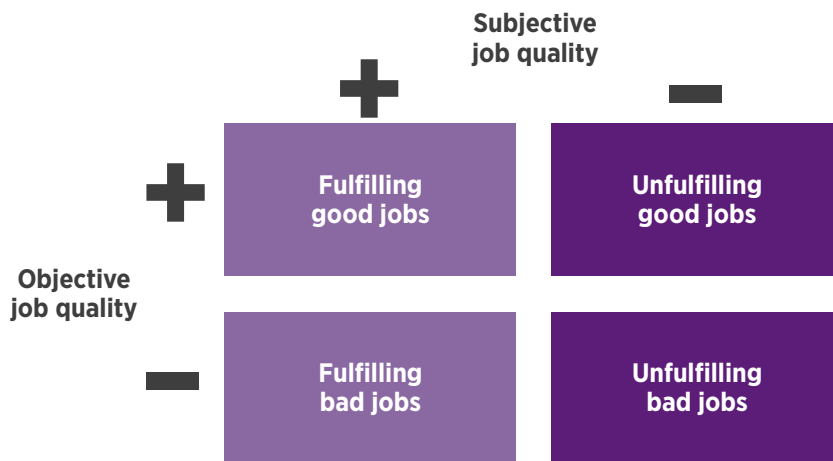 Subjective
job quality
Fulfilling
good jobs
Unfulfilling
good jobs
Objective
job quality
Fulfilling
bad jobs
Unfulfilling
bad jobs